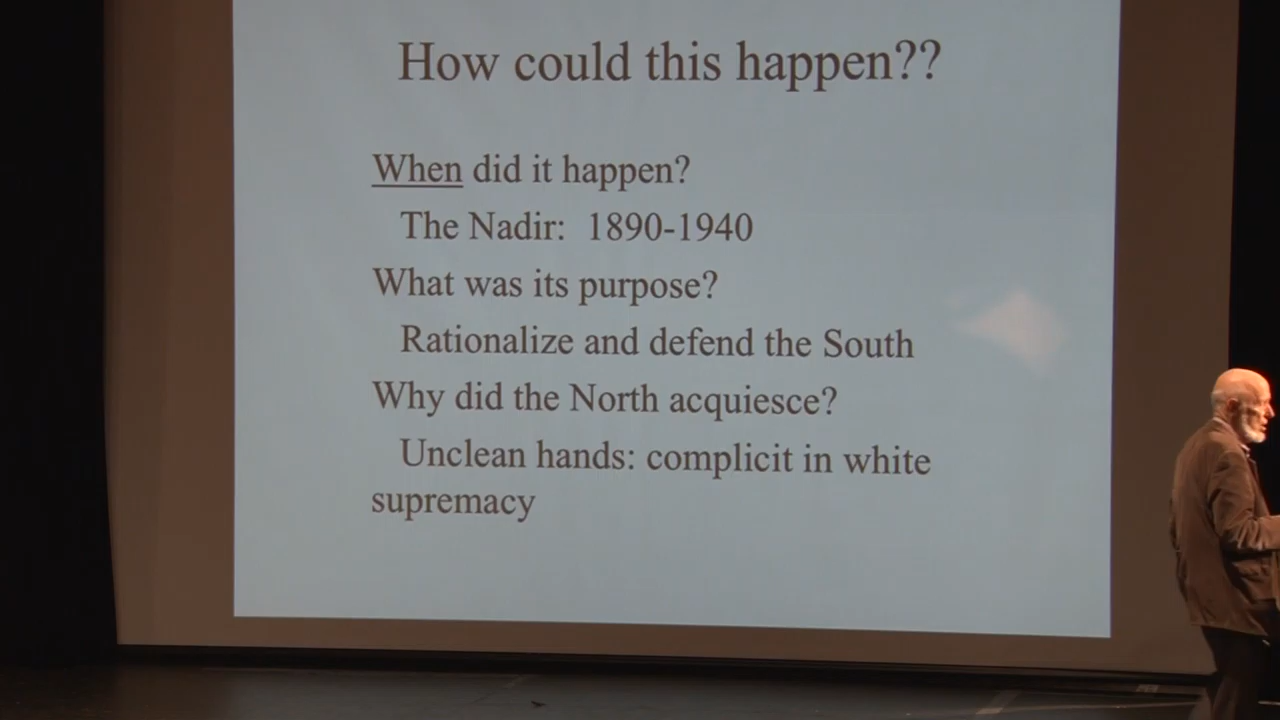 How could this happen??
When did it happen?
The Nadir: 1890-1940
What was its purpose?
Rationalize and defend the South
Why did the North acquiesce?
Unclean hands: complicit in white
supremacy